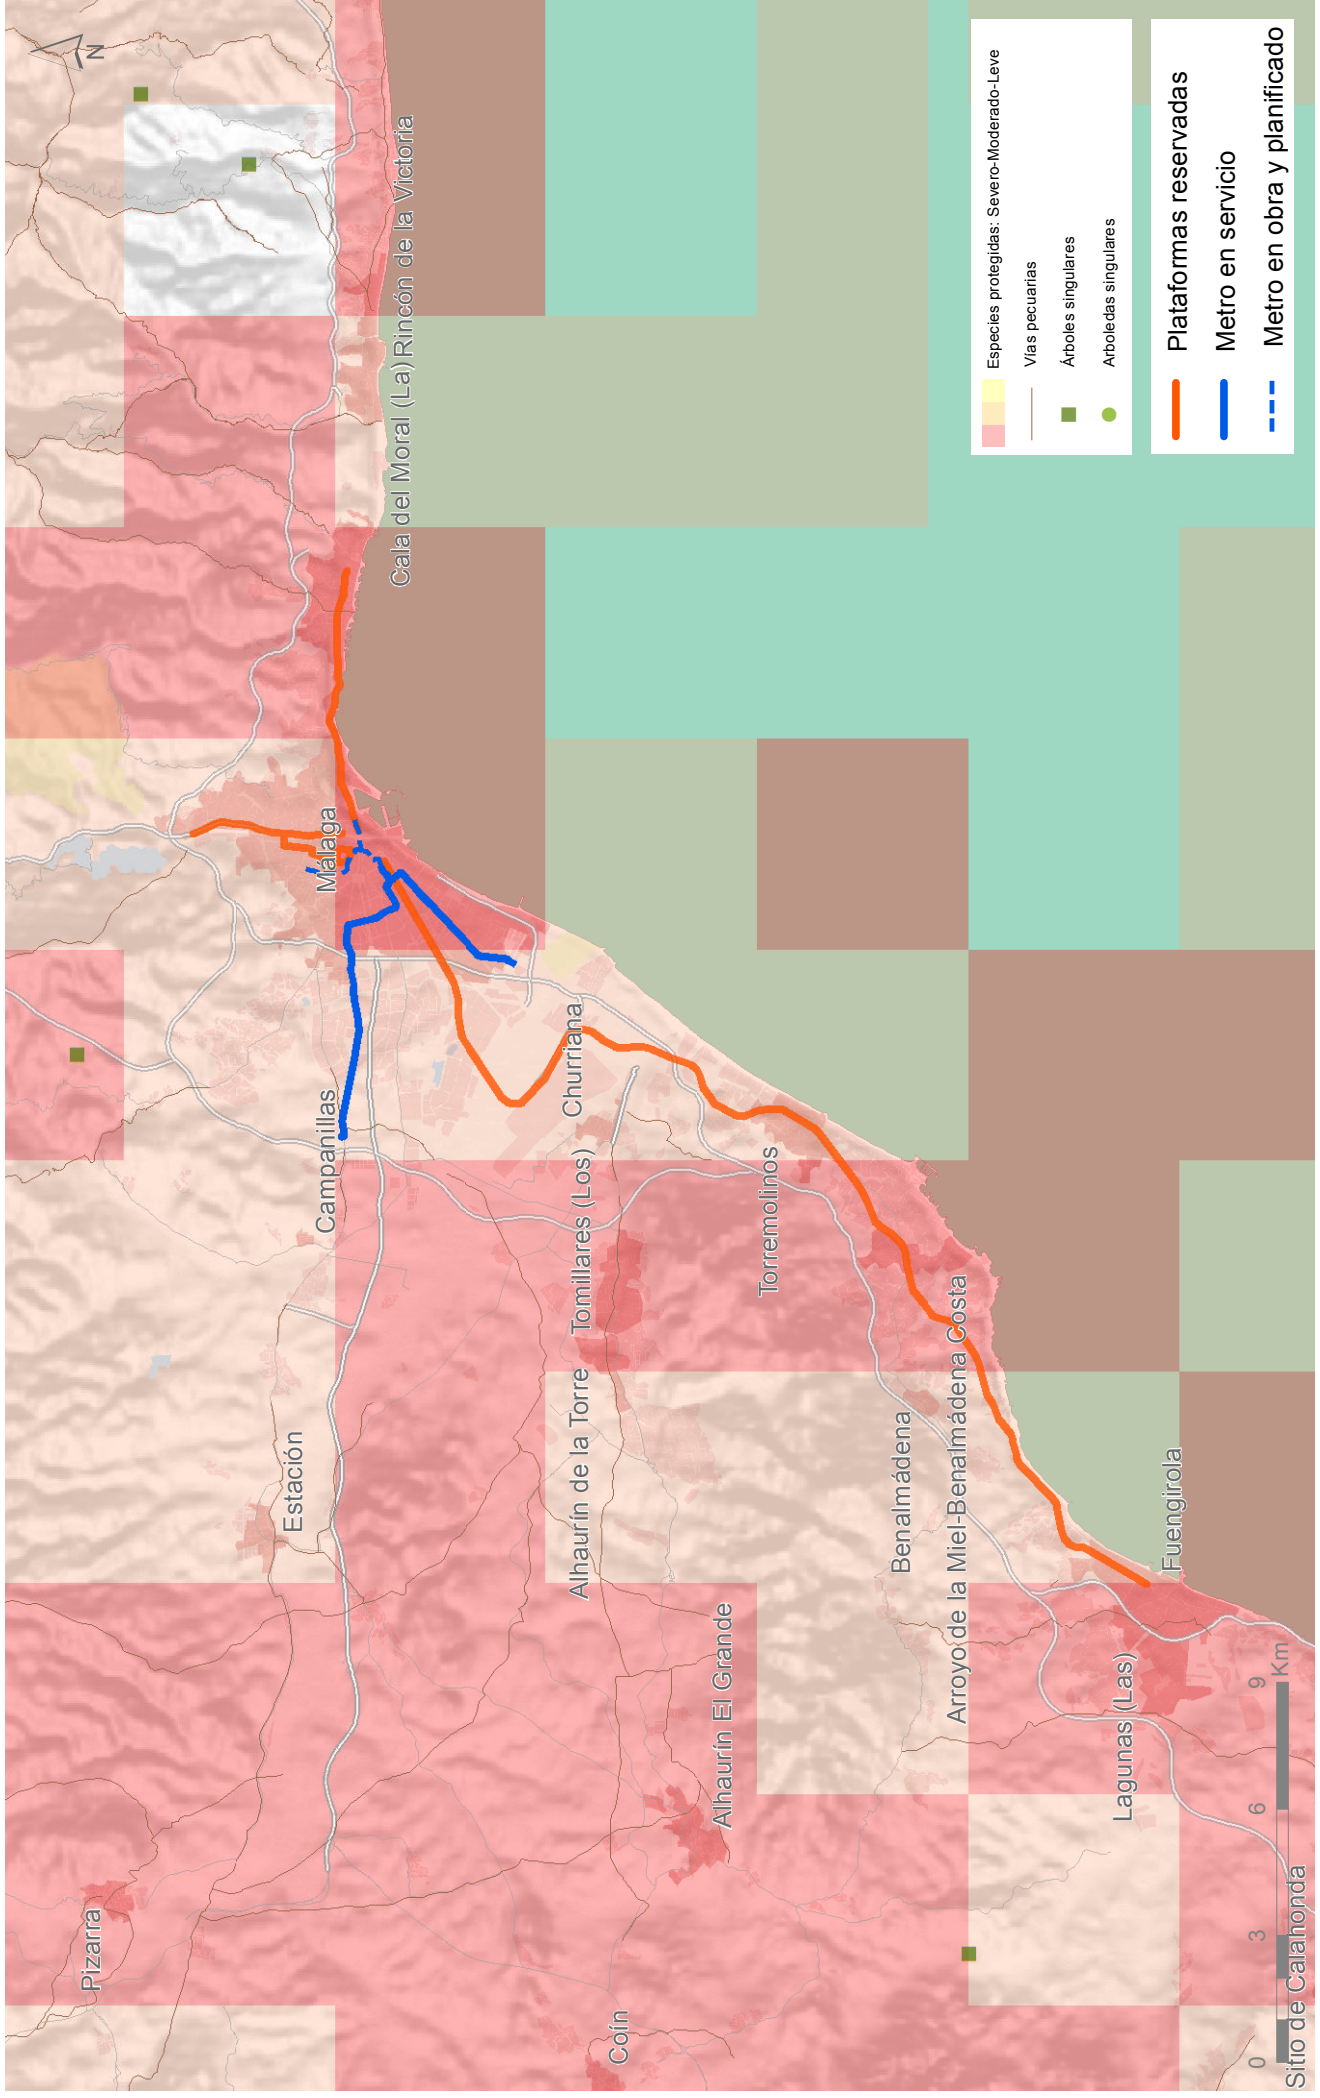 N
Pizarra
Coín
Estación
Campanillas
Málaga
Cala del Moral (La)
Rincón de la Victoria
Churriana
Tomillares (Los)
Alhaurín de la Torre
Alhaurín El Grande
Torremolinos
Benalmádena
Arroyo de la Miel-Benalmádena Costa
Fuengirola
Lagunas (Las)
Sitio de Calahonda
0 3 6 9
Km
Especies protegidas: Severo-Moderado-Leve
Vías pecuarias
Árboles singulares
Arboledas singulares
Plataformas reservadas
Metro en servicio
Metro en obra y planificado